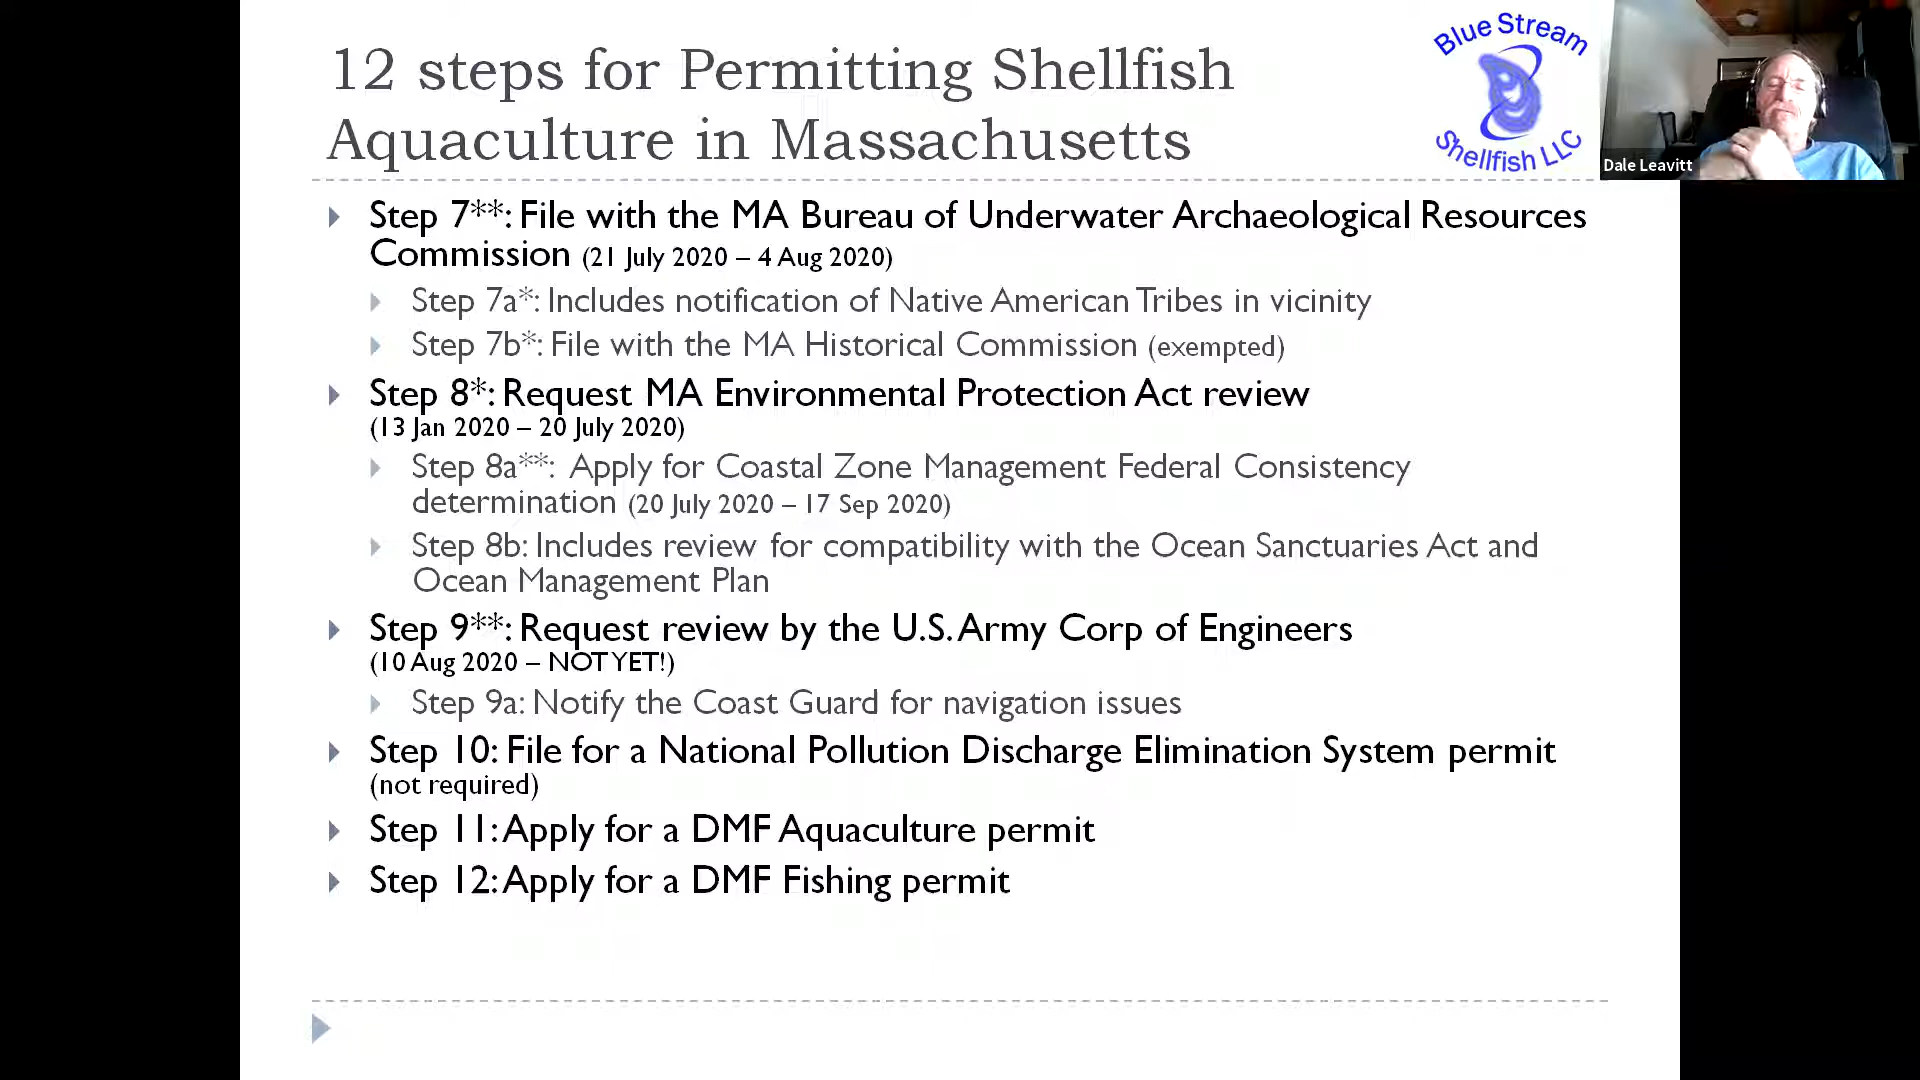 12 steps for Permitting Shellfish
Aquaculture in Massachusetts
Blue Stream
Shellfish LLC
Dale Leavitt
Step 7**: File with the MA Bureau of Underwater Archaeological Resources
Commission (21 July 2020 – 4 Aug 2020)
Step 7a*: Includes notification of Native American Tribes in vicinity
Step 7b*: File with the MA Historical Commission (exempted)
Step 8*: Request MA Environmental Protection Act review
(13 Jan 2020 – 20 July 2020)
Step 8a**: Apply for Coastal Zone Management Federal Consistency
determination (20 July 2020 – 17 Sep 2020)
Step 8b: Includes review for compatibility with the Ocean Sanctuaries Act and
Ocean Management Plan
Step 9**: Request review by the U.S. Army Corp of Engineers
(10 Aug 2020 – NOT YET!)
Step 9a: Notify the Coast Guard for navigation issues
Step 10: File for a National Pollution Discharge Elimination System permit
(not required)
Step 11: Apply for a DMF Aquaculture permit
Step 12: Apply for a DMF Fishing permit